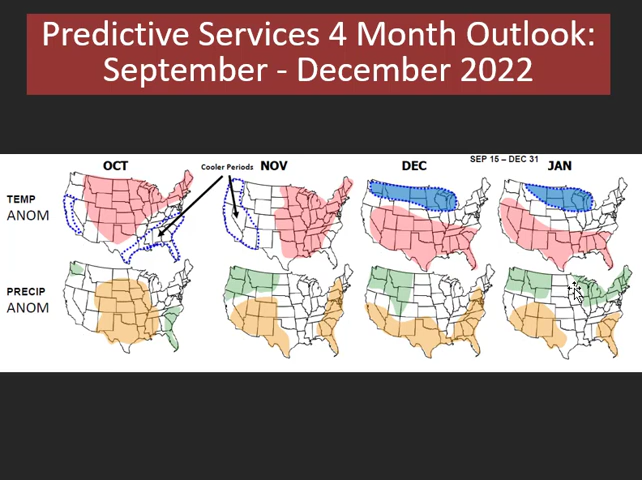 Predictive Services 4 Month Outlook:
September - December 2022
SEP 15 – DEC 31
OCT
Cooler Periods
NOV
DEC
JAN
TEMP
ANOM
PRECIP
ANOM